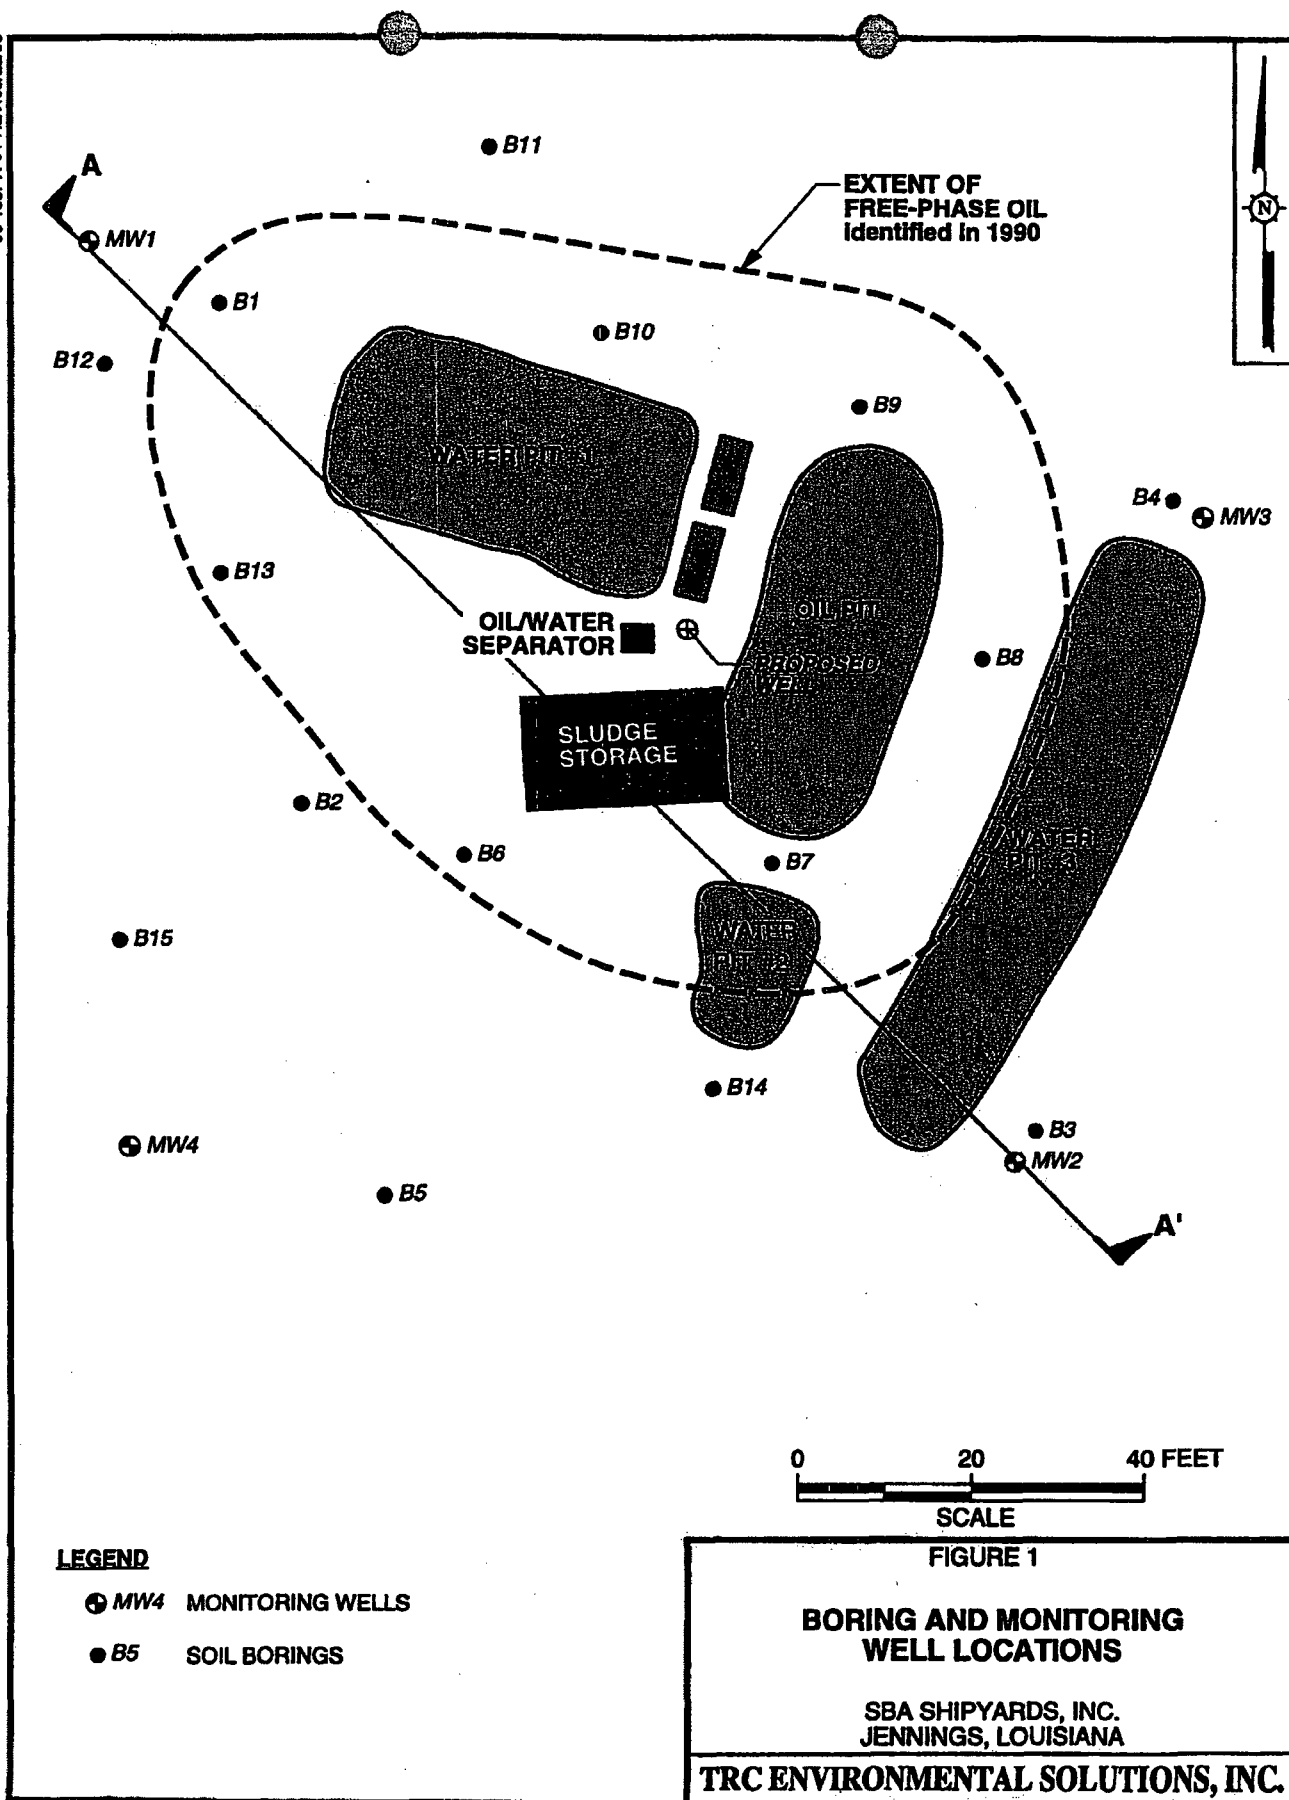 A
B11
EXTENT OF
FREE-PHASE OIL
identified in 1990
N
MW1
B1
B10
B12
B9
WATER PIT
B4
MW3
B13
OIL PIT
OIL/WATER
SEPARATOR
B8
PROPOSED
WELL
SLUDGE
STORAGE
B2
B6
B7
WATER
PIT 3
WATER
PIT 2
B15
B14
MW4
B3
MW2
B5
A'
0 20 40 FEET
SCALE
LEGEND
MW4 MONITORING WELLS
B5 SOIL BORINGS
FIGURE 1
BORING AND MONITORING
WELL LOCATIONS
SBA SHIPYARDS, INC.
JENNINGS, LOUISIANA
TRC ENVIRONMENTAL SOLUTIONS, INC.